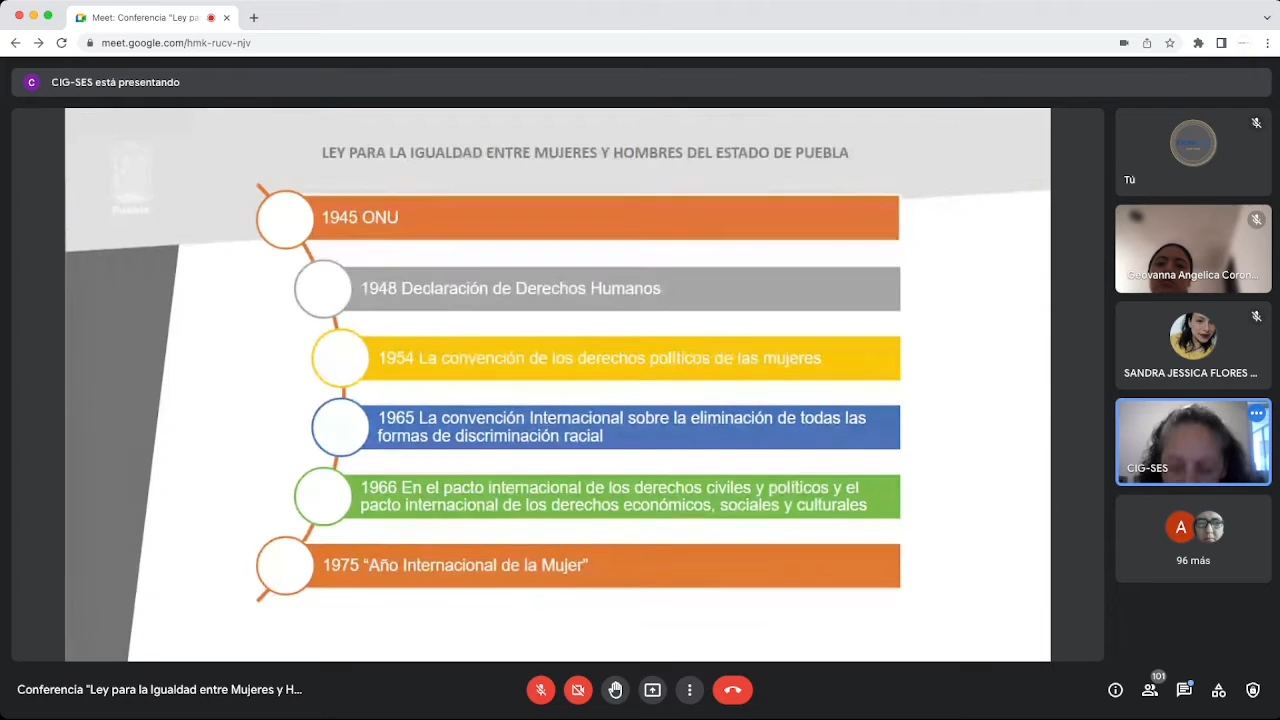 Meet: Conferencia "Ley pa
meet.google.com/hmk-rucv-njv
C
CIG-SES está presentando
Puebla
LEY PARA LA IGUALDAD ENTRE MUJERES Y HOMBRES DEL ESTADO DE PUEBLA
1945 ONU
1948 Declaración de Derechos Humanos
1954 La convención de los derechos políticos de las mujeres
1965 La convención Internacional sobre la eliminación de todas las
formas de discriminación racial
1966 En el pacto internacional de los derechos civiles y políticos y el
pacto internacional de los derechos económicos, sociales y culturales
1975 “Año Internacional de la Mujer”
Tú
Geovanna Angelica Coron...
SANDRA JESSICA FLORES ...
CIG-SES
A
96 más
Conferencia "Ley para la Igualdad entre Mujeres y H...
101